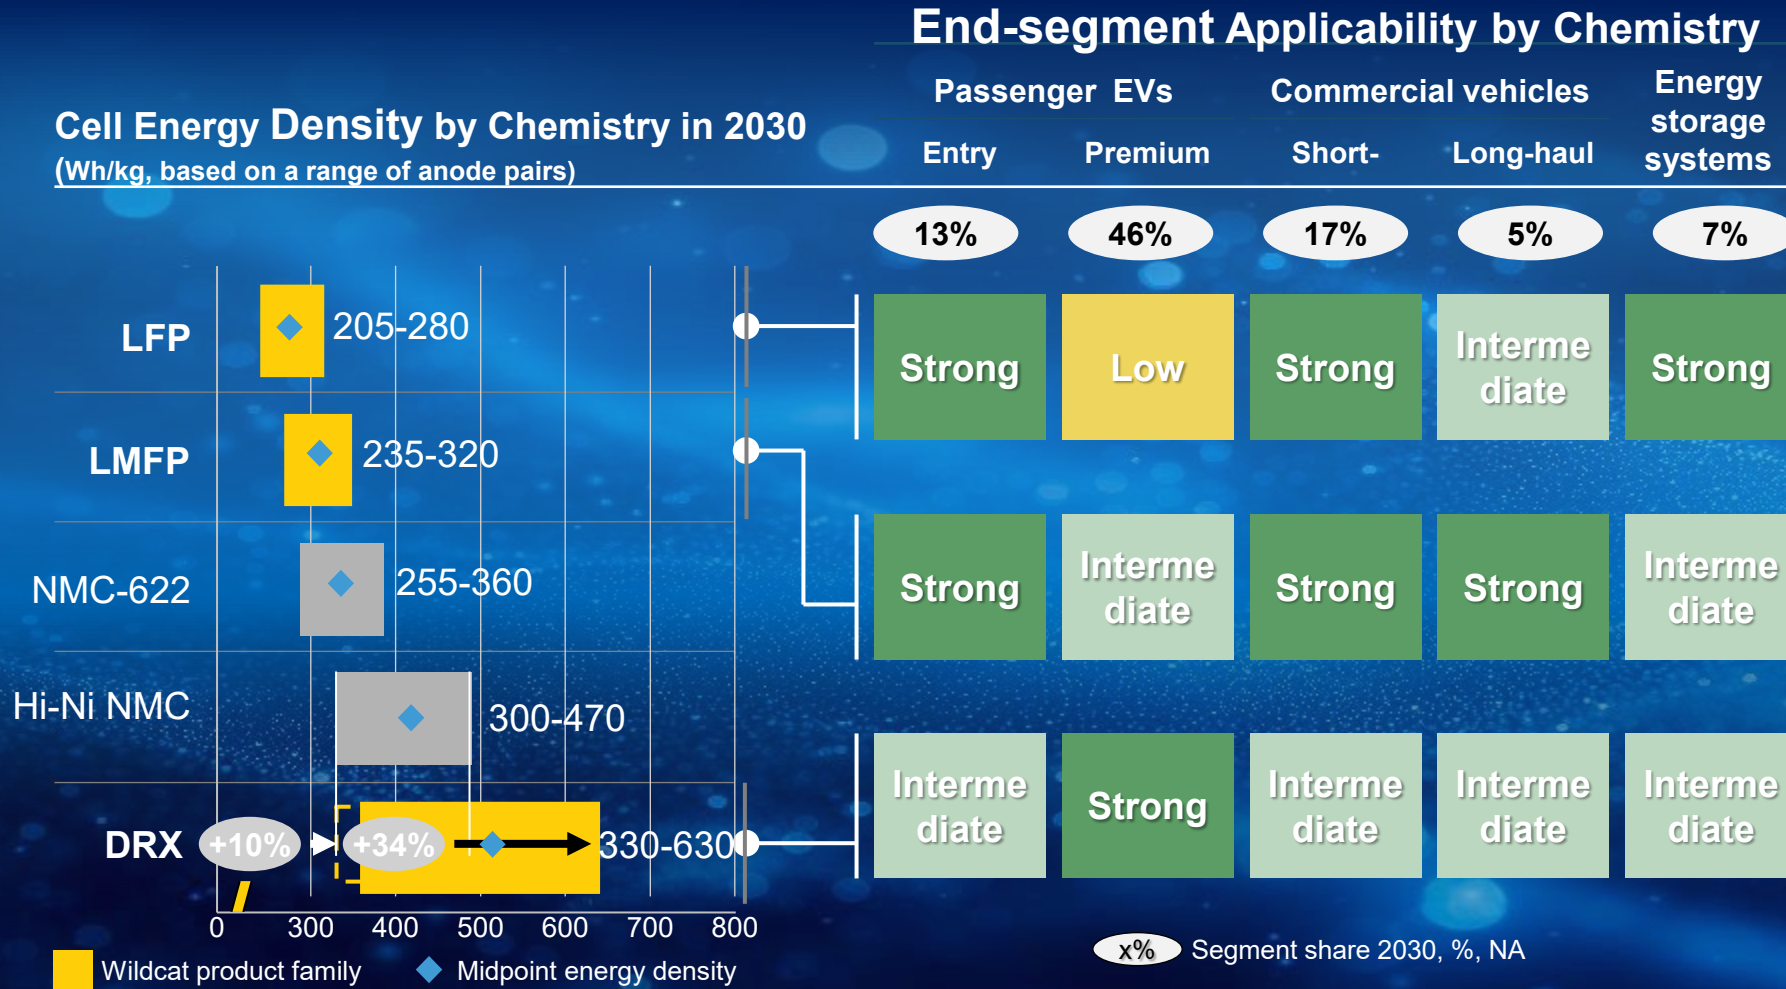 End-segment Applicability by Chemistry
Passenger EVs
Commercial vehicles
Energy
storage
systems
Entry
Premium
Short-
Long-haul
Cell Energy Density by Chemistry in 2030
(Wh/kg, based on a range of anode pairs)
13%
46%
17%
5%
7%
LFP
205-280
Strong
Low
Strong
Interme
diate
Strong
LMFP
235-320
NMC-622
255-360
Strong
Interme
diate
Strong
Strong
Interme
diate
Hi-Ni NMC
300-470
DRX
+10%
+34%
330-630
Interme
diate
Strong
Interme
diate
Interme
diate
Interme
diate
0 300 400 500 600 700 800
Wildcat product family
Midpoint energy density
x% Segment share 2030, %, NA